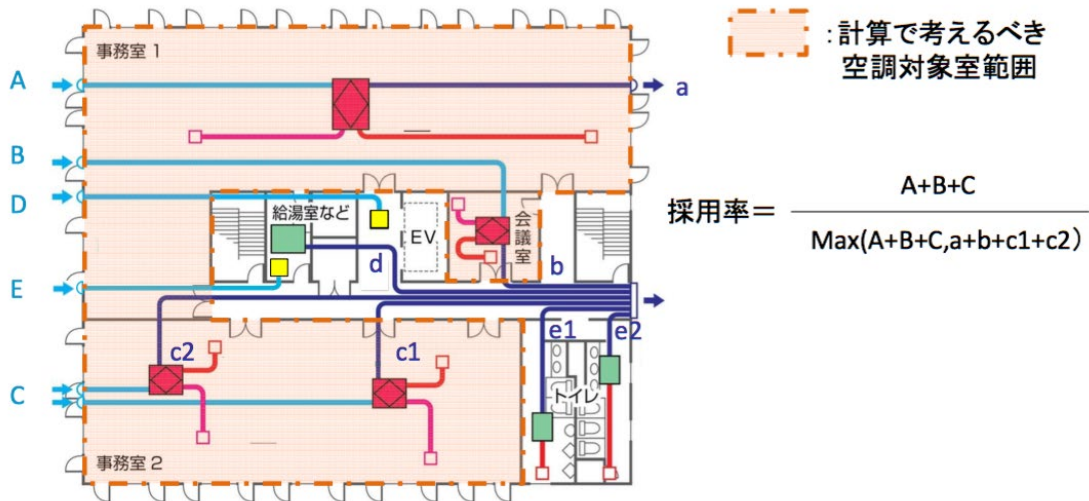 事務室1
:計算で考えるべき
空調対象室範囲
A
a
B
D
給湯室など
EV
会議室
d
b
採用率=
A+B+C
Max(A+B+C,a+b+c1+c2)
E
c2
c1
e1
e2
C
トイレ
事務室2